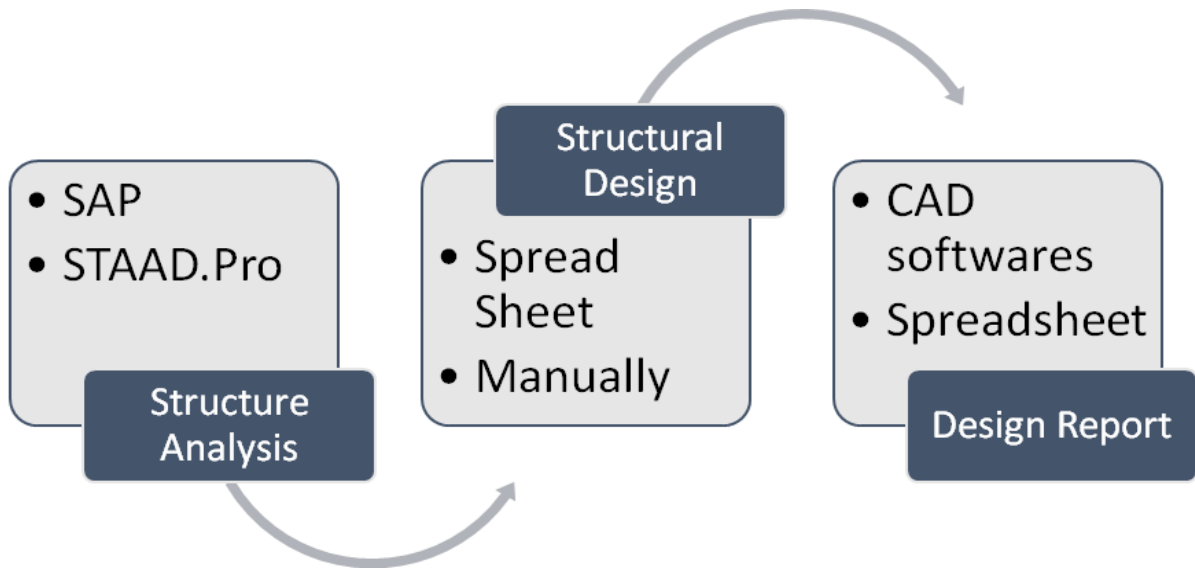 • SAP
• STAAD.Pro
Structure
Analysis
Structural
Design
• Spread
Sheet
• Manually
• CAD
softwares
• Spreadsheet
Design Report